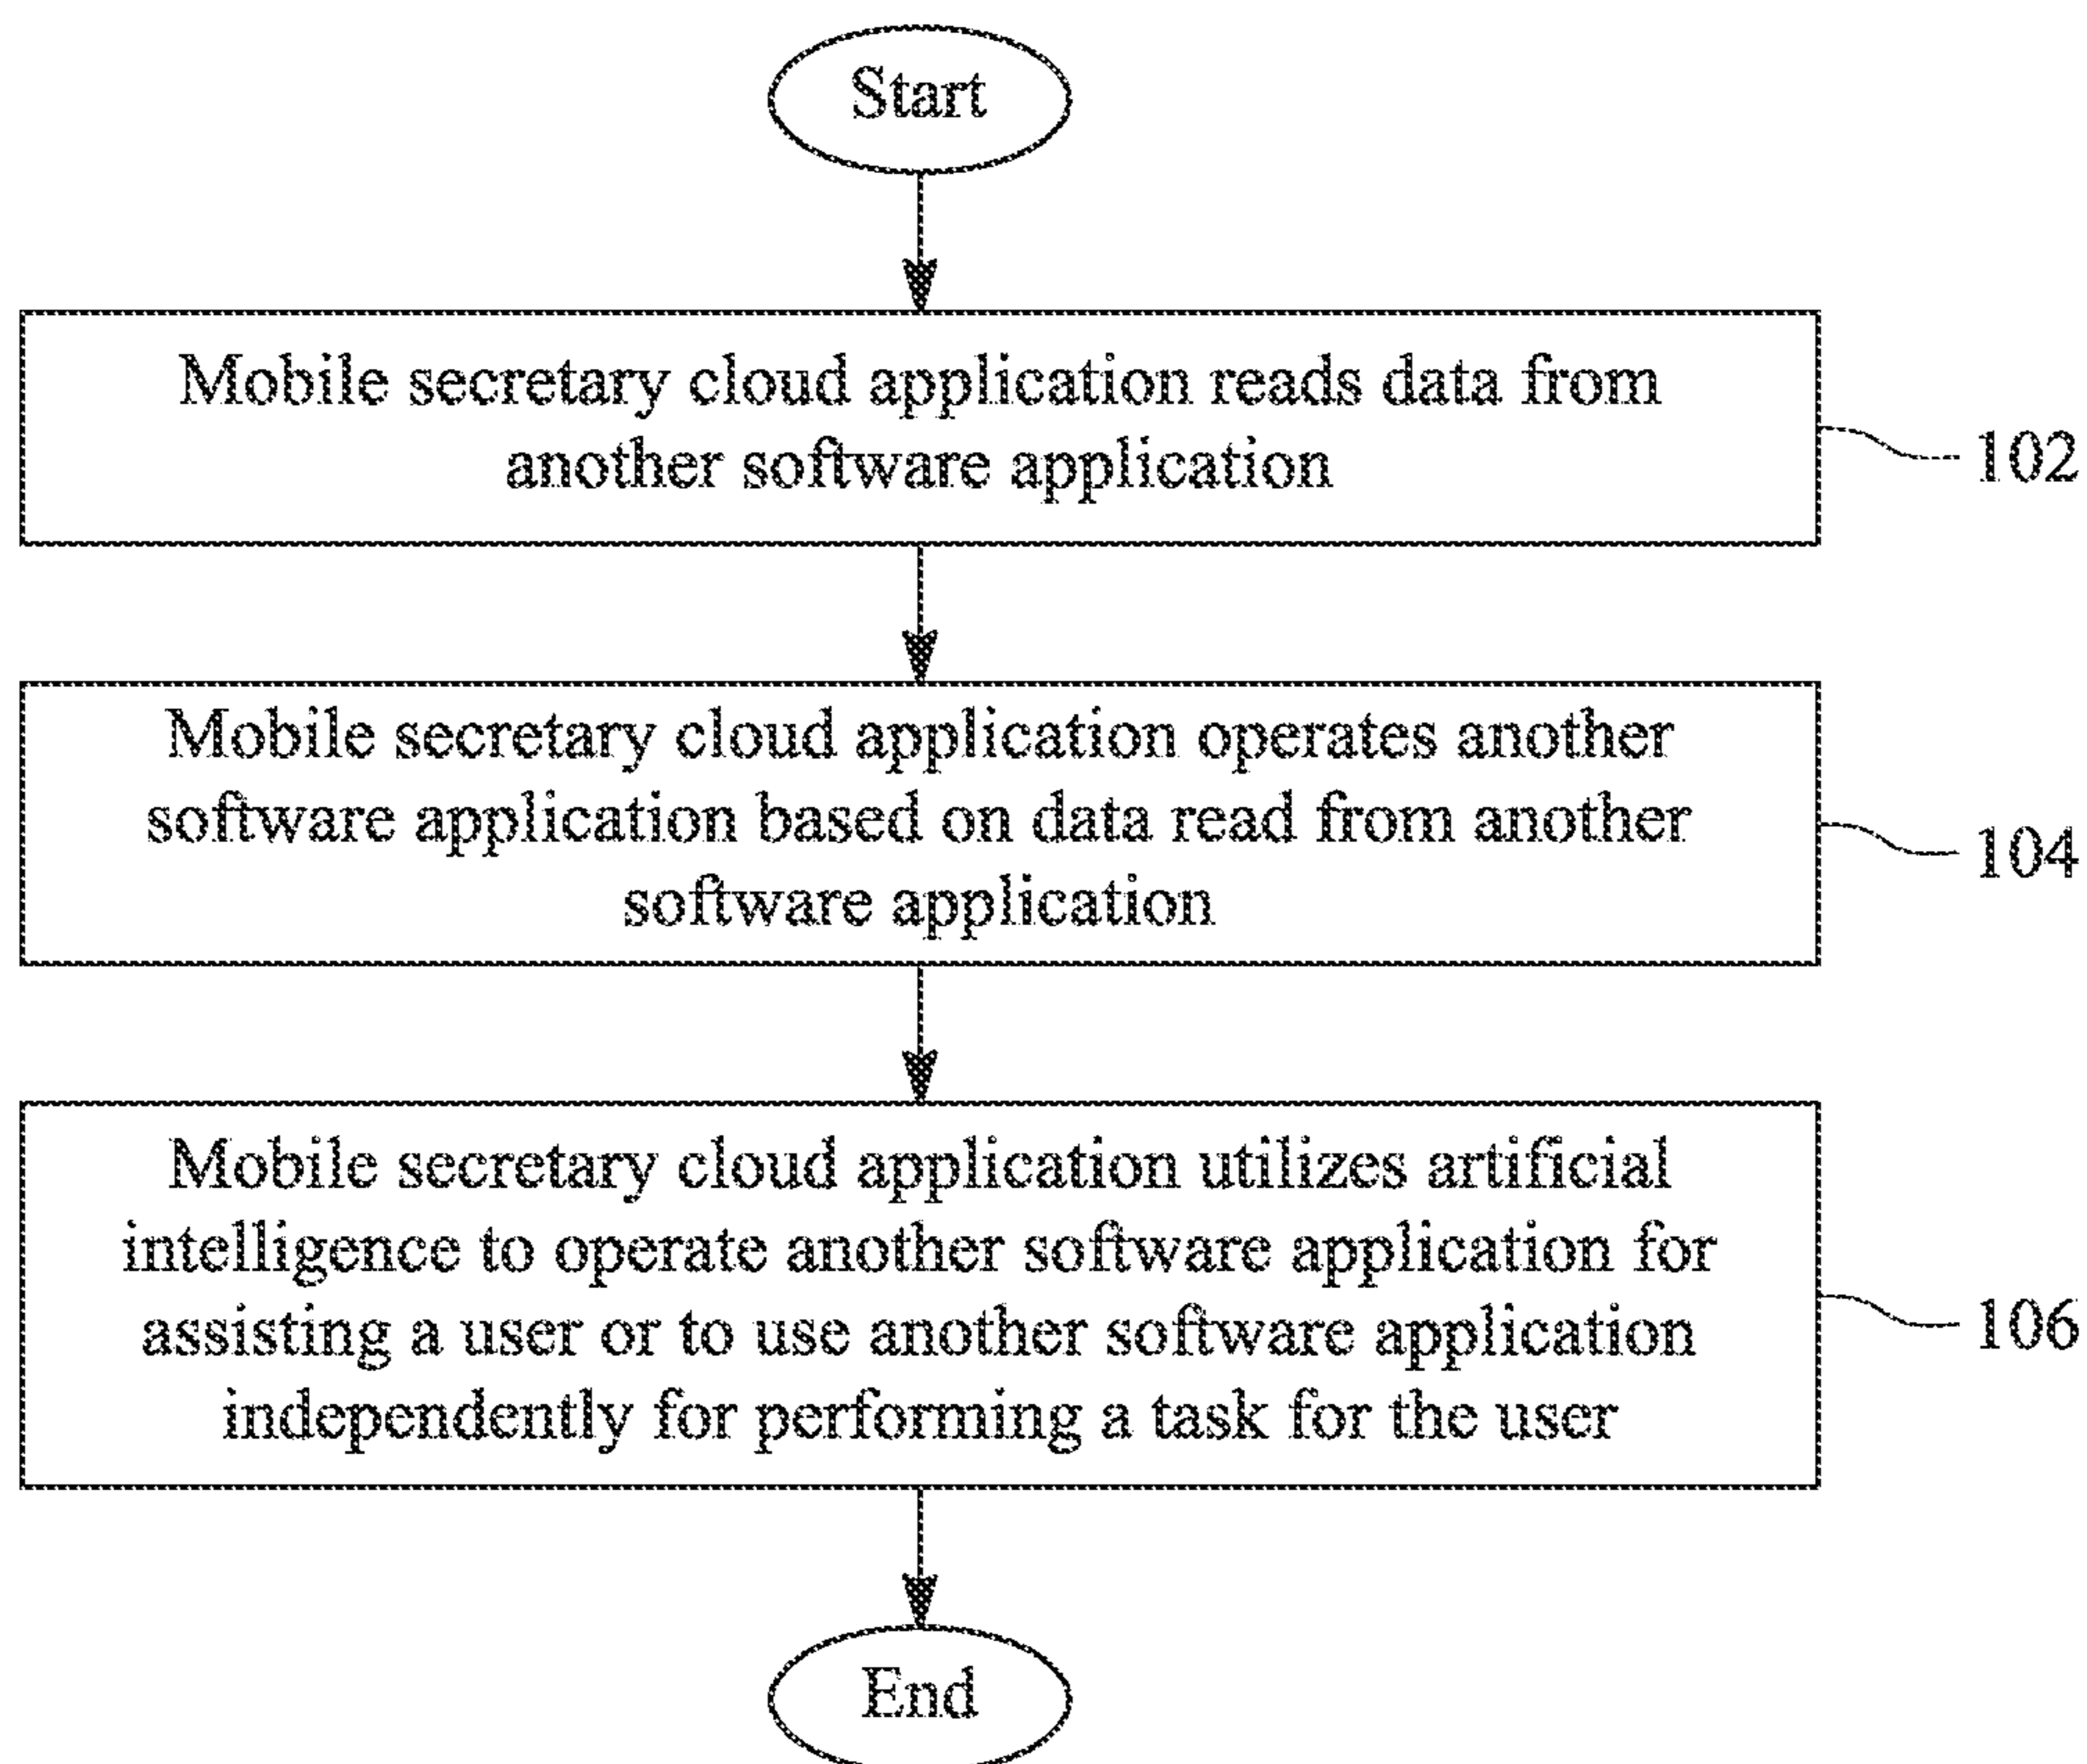 Start
Mobile secretary cloud application reads data from
another software application
102
Mobile secretary cloud application operates another
software application based on data read from another
software application
104
Mobile secretary cloud application utilizes artificial
intelligence to operate another software application for
assisting a user or to use another software application
independently for performing a task for the user
106
End